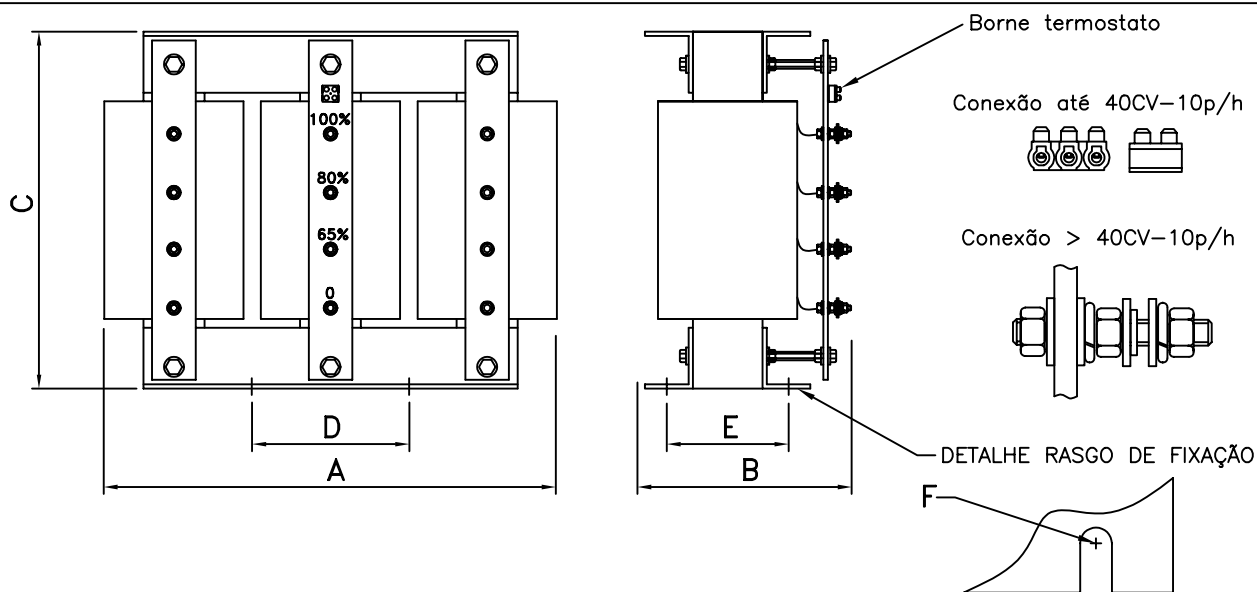 Borne termostato
Conexão até 40CV-10p/h
100%
80%
65%
0
C
Conexão > 40CV-10p/h
D
E
A
B
DETALHE RASGO DE FIXAÇÃO
F